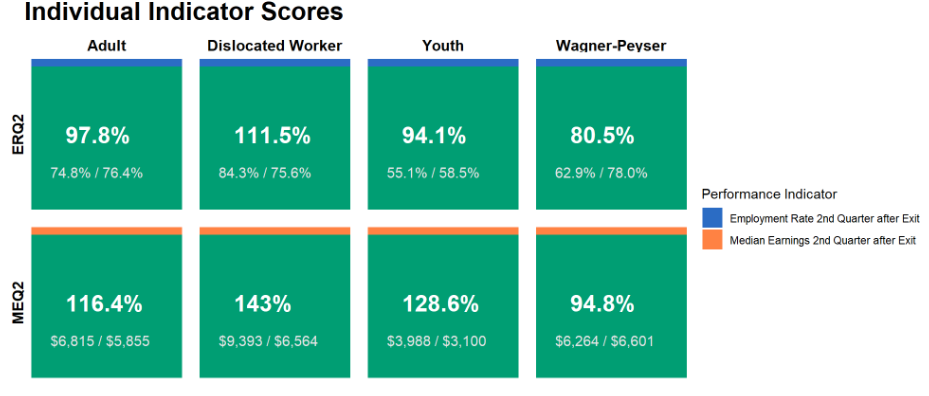 Individual Indicator Scores
Adult Dislocated Worker Youth Wagner-Peyser
ERQ2
97.8% 111.5% 94.1% 80.5%
74.8% / 76.4% 84.3% / 75.6% 55.1% / 58.5% 62.9% / 78.0%
Performance Indicator
Employment Rate 2nd Quarter after Exit
Median Earnings 2nd Quarter after Exit
MEQ2
116.4% 143% 128.6% 94.8%
$6,815 / $5,855 $9,393 / $6,564 $3,988 / $3,100 $6,264 / $6,601